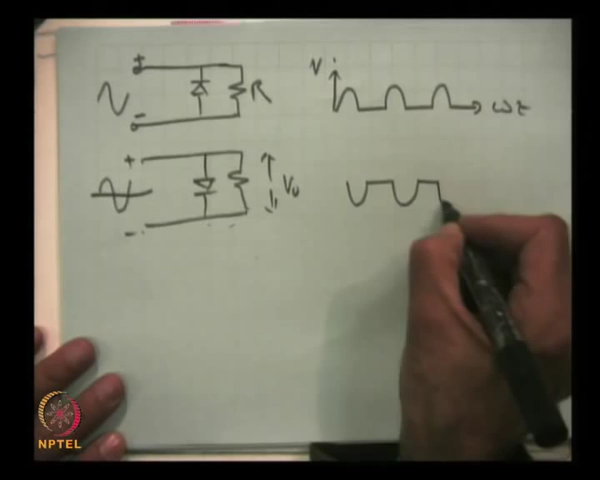 +
R
-
V
ωt
+
V₀
-
NPTEL